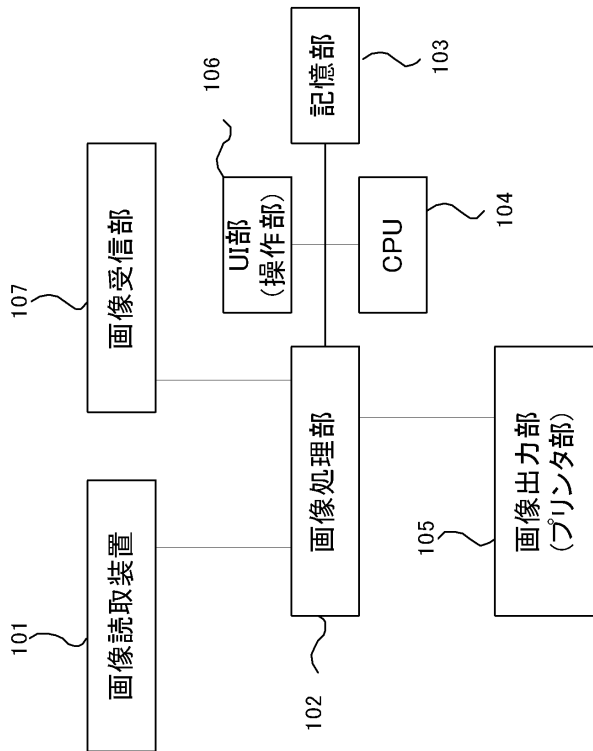 101
画像読取装置
107
画像受信部
102
画像処理部
106
UI部
(操作部)
記憶部
103
CPU
104
105
画像出力部
(プリンタ部)